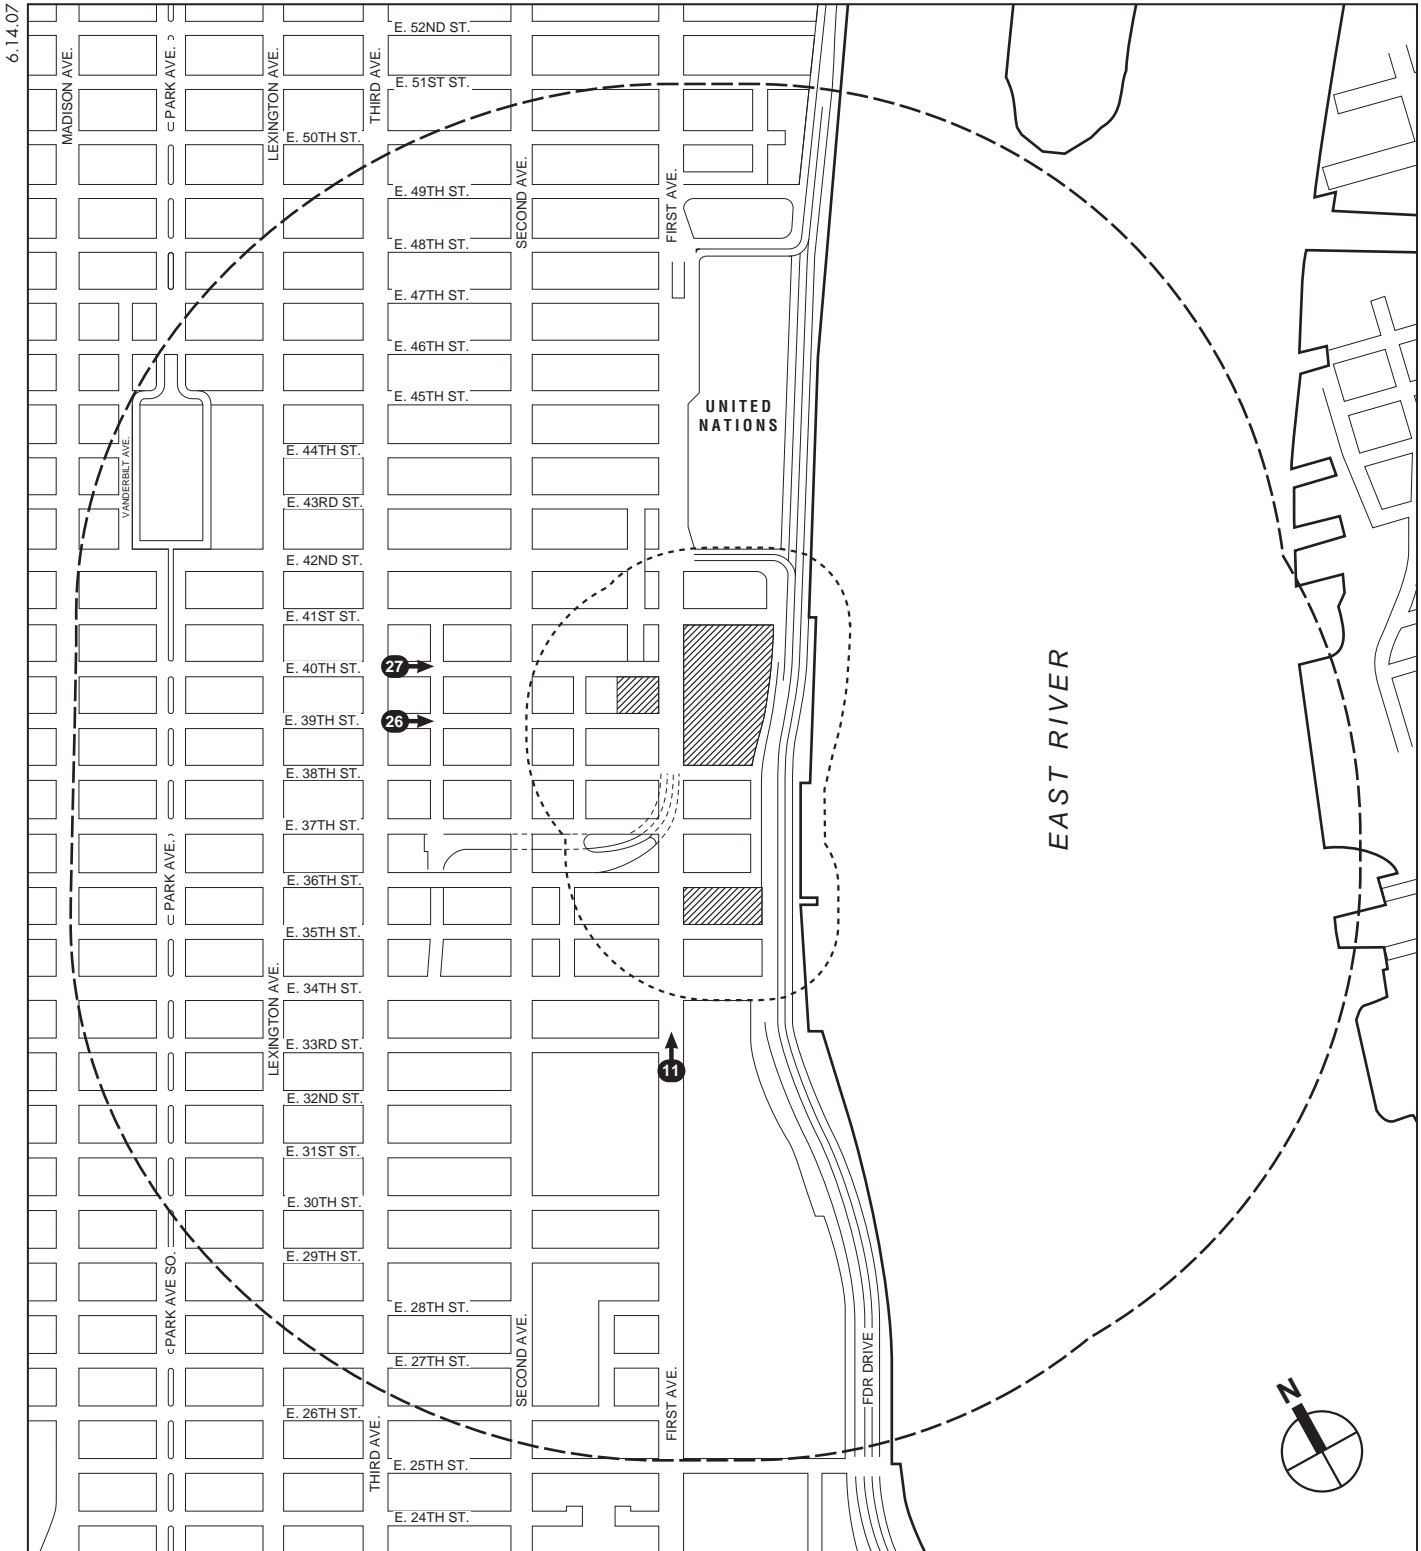 6.14.07
E. 52ND ST.
MADISON AVE.
PARK AVE.
LEXINGTON AVE.
THIRD AVE.
E. 51ST ST.
E. 50TH ST.
SECOND AVE.
FIRST AVE.
E. 49TH ST.
E. 48TH ST.
E. 47TH ST.
E. 46TH ST.
E. 45TH ST.
UNITED
NATIONS
VANDERBILT AVE.
E. 44TH ST.
E. 43RD ST.
E. 42ND ST.
E. 41ST ST.
27
E. 40TH ST.
26
E. 39TH ST.
EAST RIVER
E. 38TH ST.
E. 37TH ST.
PARK AVE.
E. 36TH ST.
E. 35TH ST.
LEXINGTON AVE.
E. 34TH ST.
E. 33RD ST.
11
E. 32ND ST.
E. 31ST ST.
E. 30TH ST.
PARK AVE SO.
E. 29TH ST.
E. 28TH ST.
SECOND AVE.
FDR DRIVE
E. 27TH ST.
FIRST AVE.
N
E. 26TH ST.
THIRD AVE.
E. 25TH ST.
E. 24TH ST.